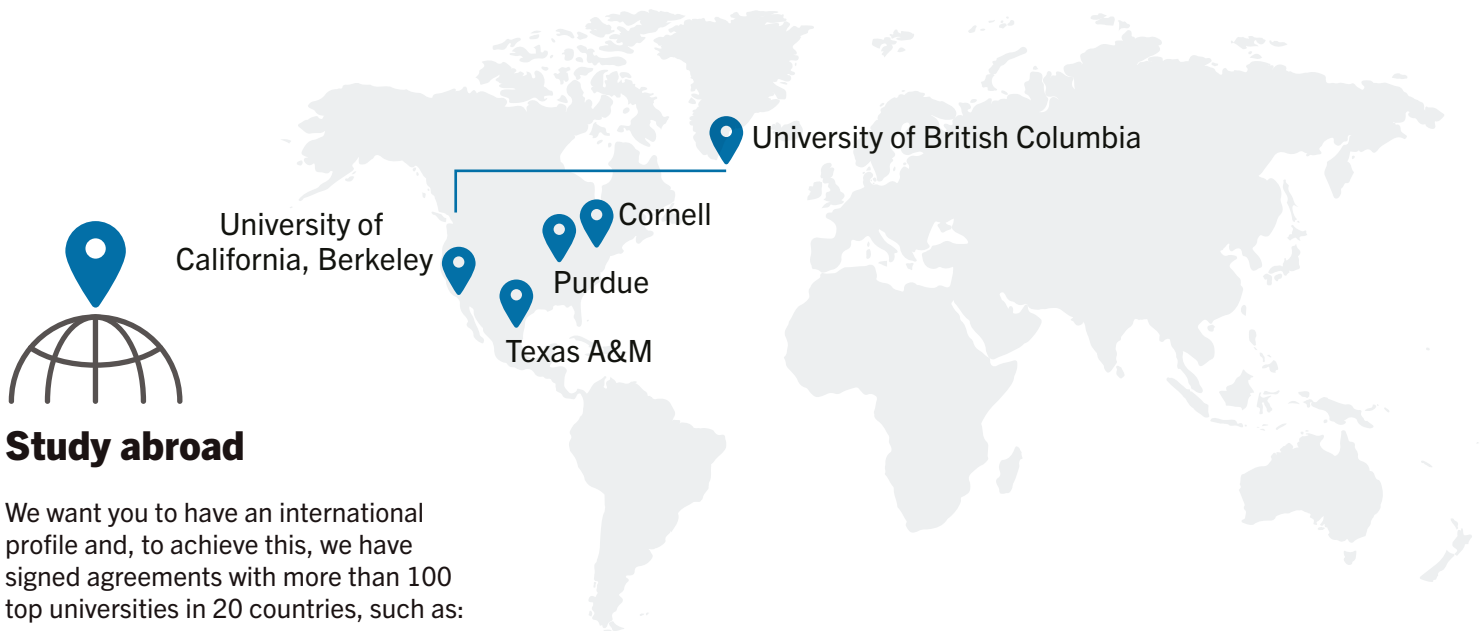 University of British Columbia
Cornell
University of
California, Berkeley
Purdue
Texas A&M
Study abroad
We want you to have an international
profile and, to achieve this, we have
signed agreements with more than 100
top universities in 20 countries, such as: